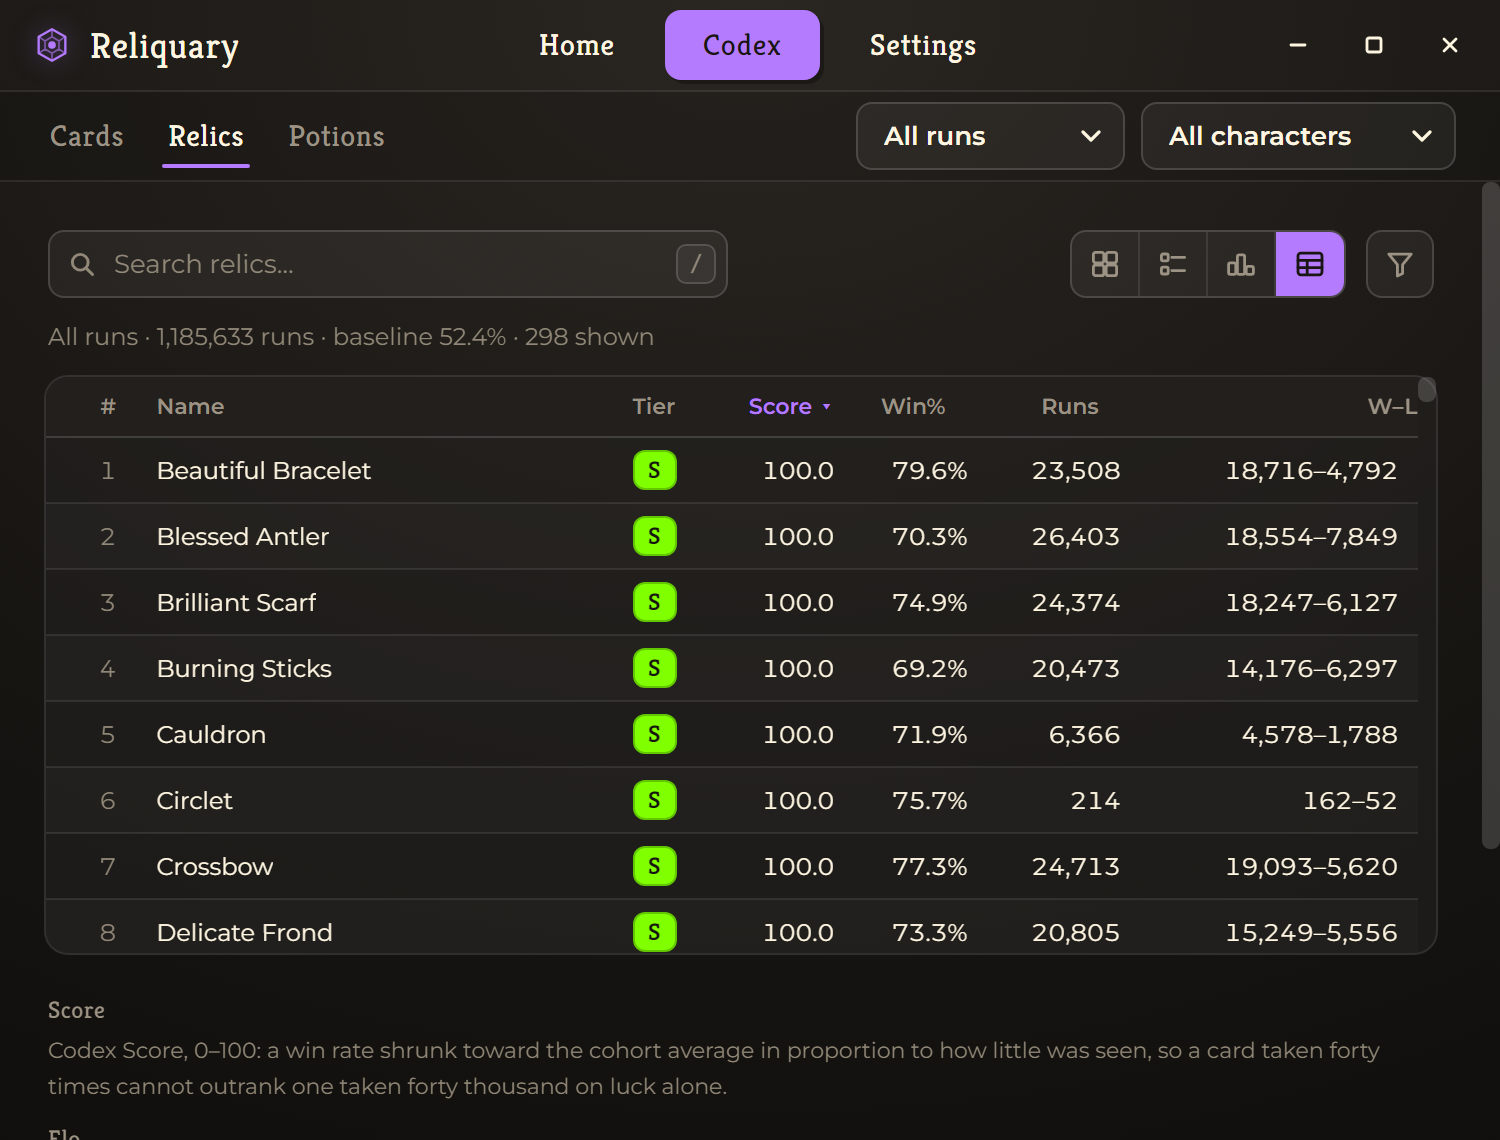 Reliquary
Home Codex Settings
Cards Relics Potions All runs All characters
Search relics... /
All runs · 1,185,633 runs · baseline 52.4% · 298 shown
# Name Tier Score Win% Runs W–L
1 Beautiful Bracelet S 100.0 79.6% 23,508 18,716–4,792
2 Blessed Antler S 100.0 70.3% 26,403 18,554–7,849
3 Brilliant Scarf S 100.0 74.9% 24,374 18,247–6,127
4 Burning Sticks S 100.0 69.2% 20,473 14,176–6,297
5 Cauldron S 100.0 71.9% 6,366 4,578–1,788
6 Circlet S 100.0 75.7% 214 162–52
7 Crossbow S 100.0 77.3% 24,713 19,093–5,620
8 Delicate Frond S 100.0 73.3% 20,805 15,249–5,556
Score
Codex Score, 0–100: a win rate shrunk toward the cohort average in proportion to how little was seen, so a card taken forty
times cannot outrank one taken forty thousand on luck alone.
Elo